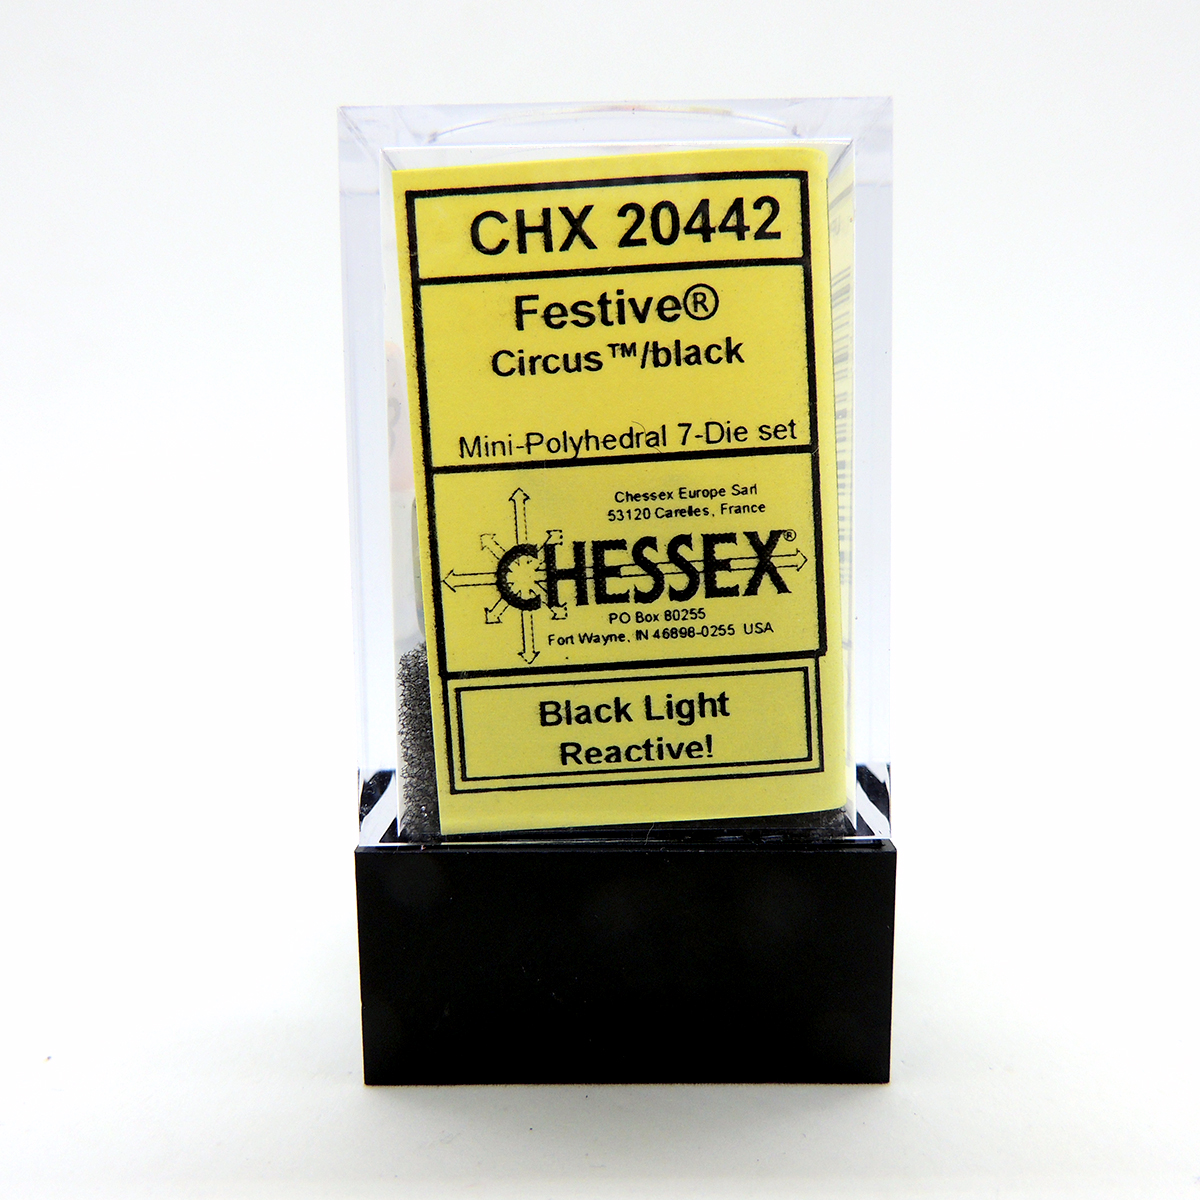 CHX 20442
Festive®
Circus™/black
Mini-Polyhedral 7-Die set
Chessex Europe Sarl
53120 Carelles, France
CHESSEX®
PO Box 80255
Fort Wayne, IN 46898-0255 USA
Black Light
Reactive!